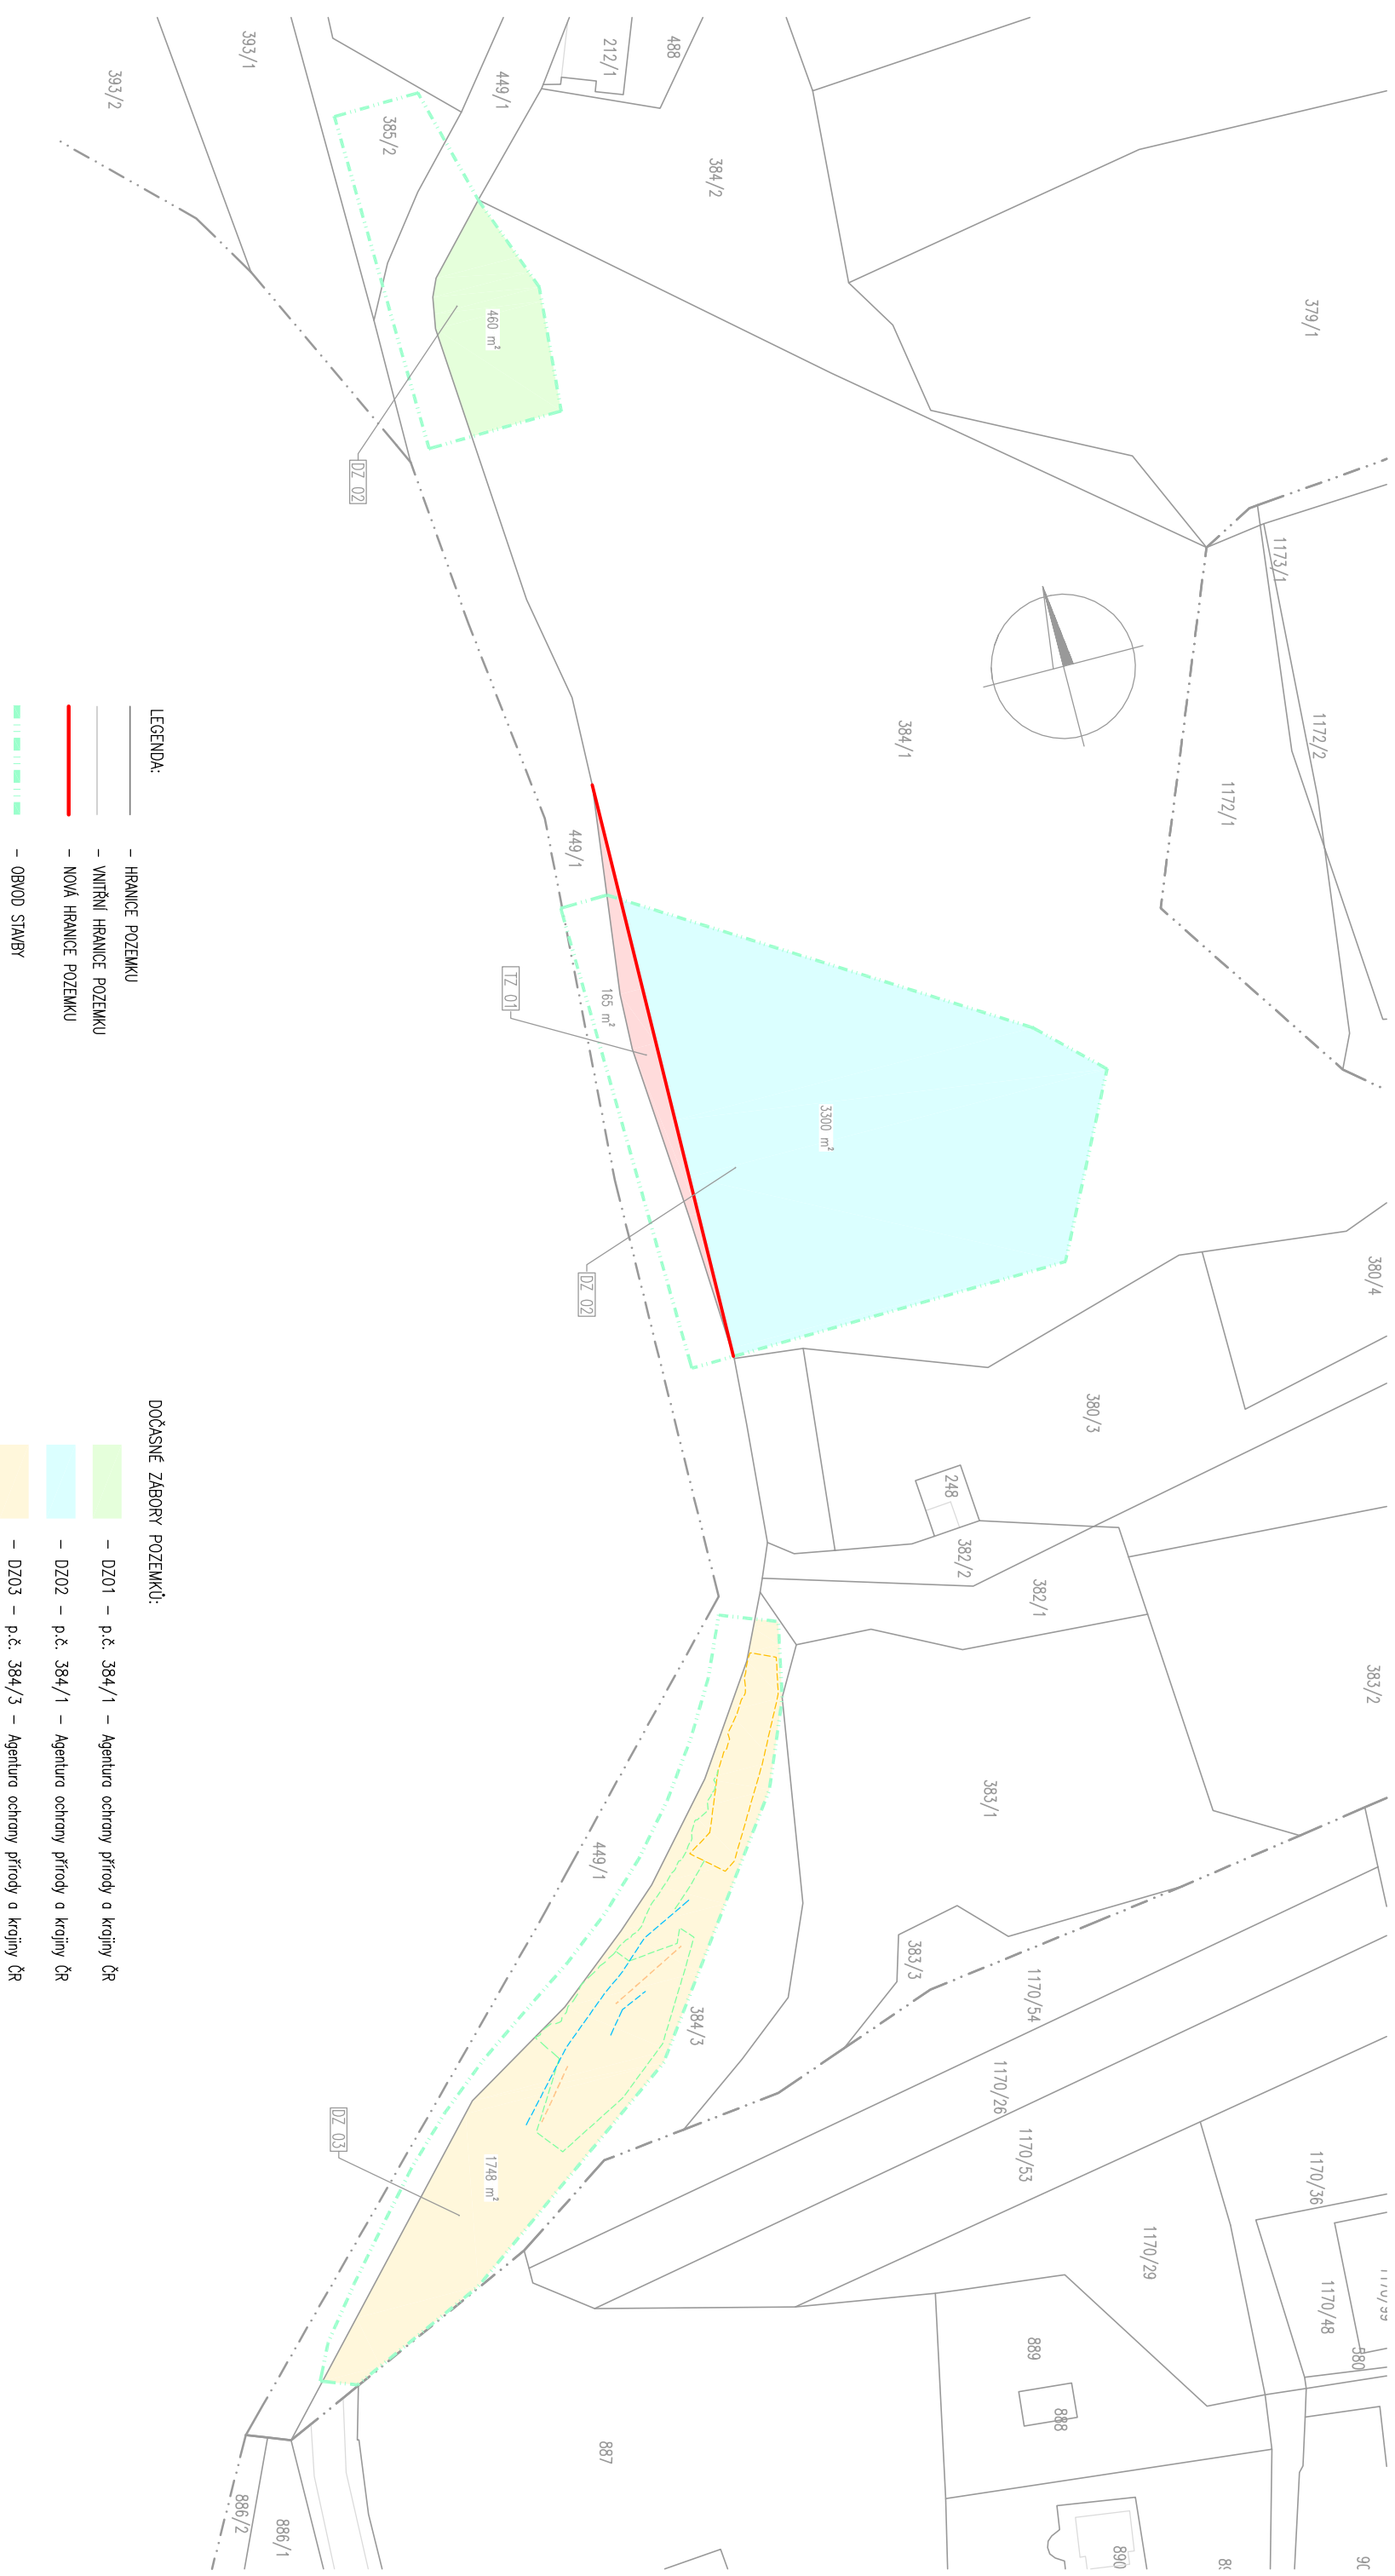 393/2
393/1
385/2
449/1
212/1
488
384/2
379/1
460 m²
DZ 02
1173/1
1172/2
1172/1
384/1
449/1
TZ 01
165 m²
3300 m²
DZ 02
380/4
380/3
248
382/2
382/1
383/2
383/1
449/1
383/3
384/3
1170/54
1170/26
1170/53
1170/36
1170/29
1170/48
1170/99
DZ 03
1748 m²
889
888
887
886/2
886/1
890
LEGENDA:
– HRANICE POZEMKU
– VNITŘNÍ HRANICE POZEMKU
– NOVÁ HRANICE POZEMKU
– OBVOD STAVBY
DOČASNÉ ZÁBORY POZEMKŮ:
– DZ01 – p.č. 384/1 – Agentura ochrany přírody a krajiny ČR
– DZ02 – p.č. 384/1 – Agentura ochrany přírody a krajiny ČR
– DZ03 – p.č. 384/3 – Agentura ochrany přírody a krajiny ČR